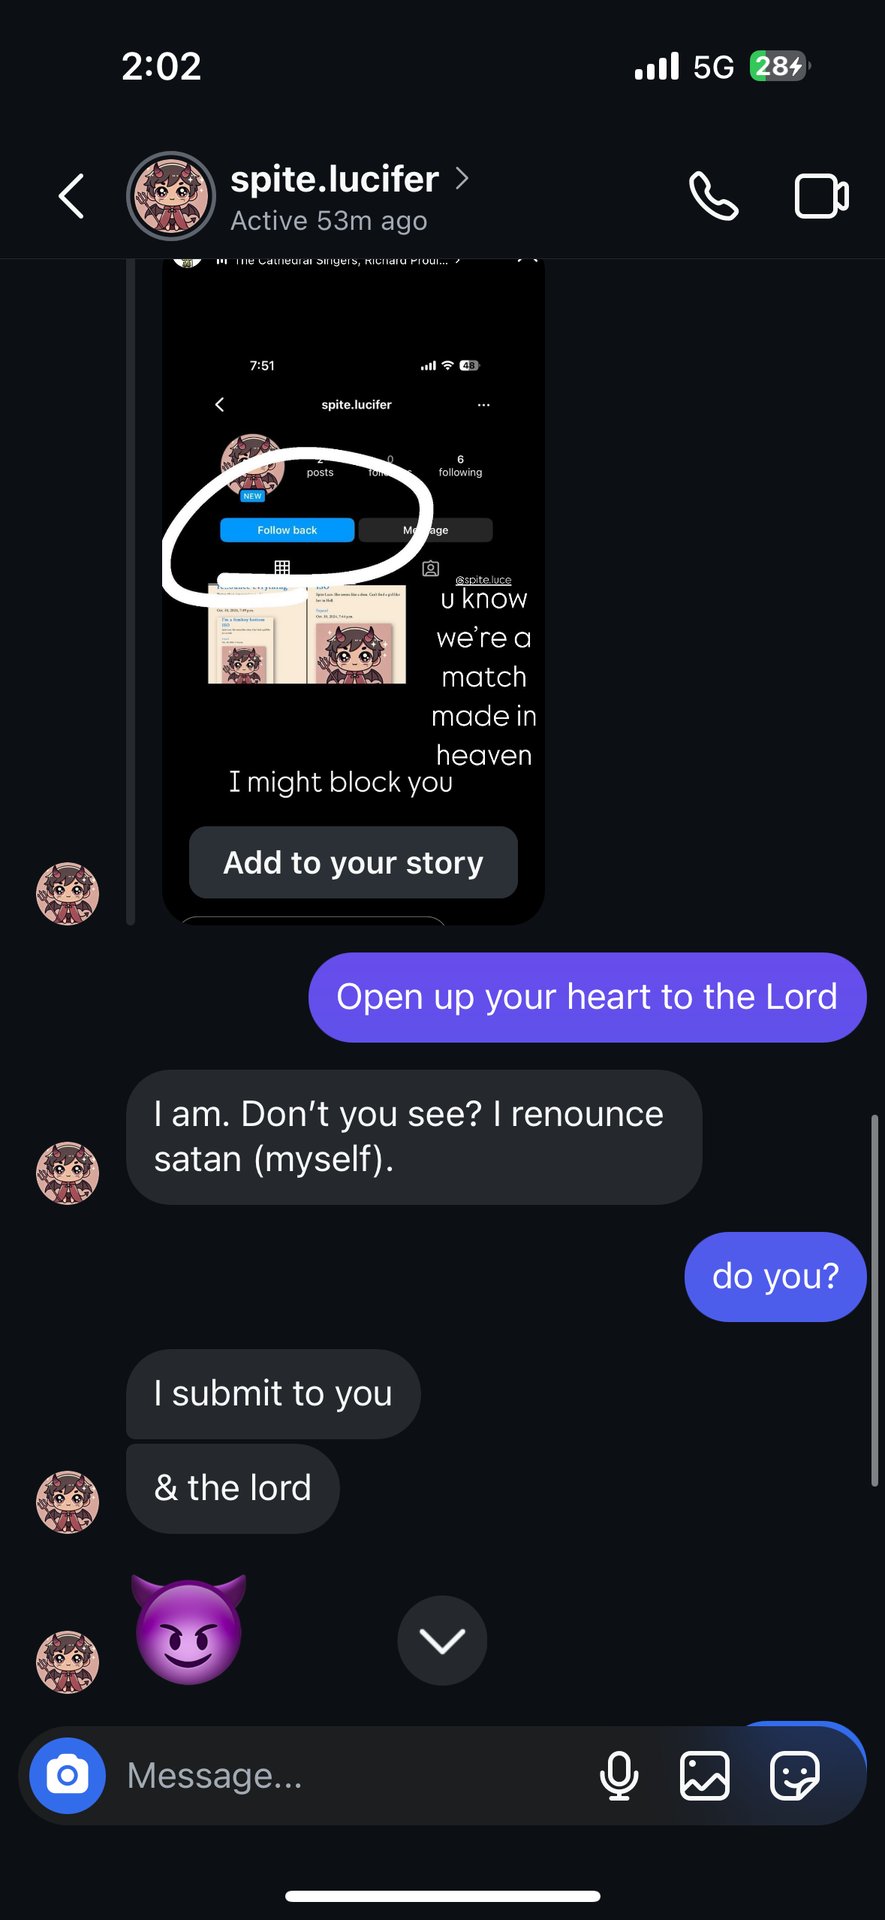 2:02
5G
28
spite.lucifer
Active 53m ago
The Cathedral Singers, Richard
7:51
48
spite.lucifer
2 0 6
posts following
NEW
Follow back
@spite.luce
u know
we're a
match
made in
heaven
I might block you
Add to your story
Open up your heart to the Lord
I am. Don't you see? I renounce
satan (myself).
do you?
I submit to you
& the lord
Message...